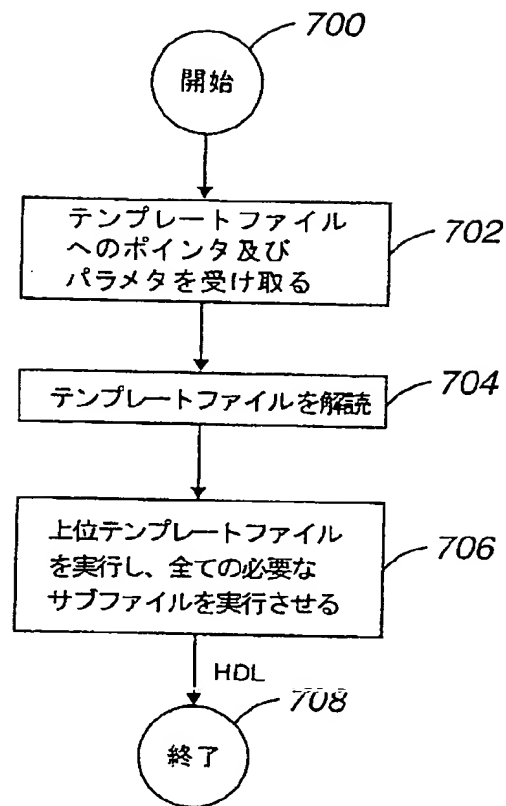 700
開始
テンプレートファイル
へのポインタ及び
パラメタを受け取る
702
テンプレートファイルを解読
704
上位テンプレートファイル
を実行し、全ての必要な
サブファイルを実行させる
706
HDL
708
終了